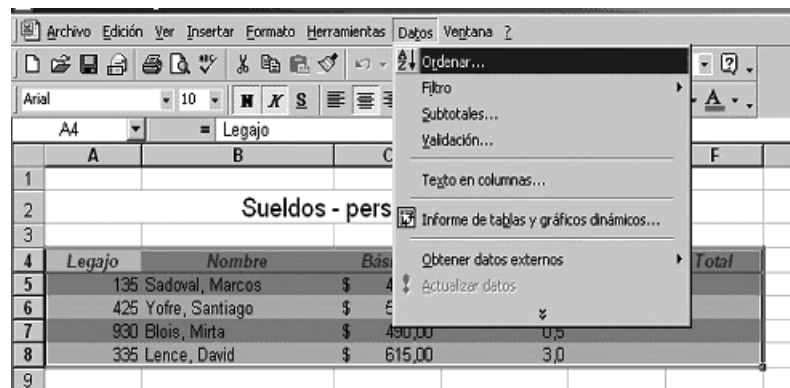 Archivo Edición Ver Insertar Formato Herramientas Datos Ventana ?
Ordenar...
Filtro
Subtotales...
Validación...
Texto en columnas...
Informe de tablas y gráficos dinámicos...
Obtener datos externos
Actualizar datos
Arial 10 N K S
A4 = Legajo
A B C F
1
2 Sueldos - pers
3
4 Legajo Nombre Bás Total
5 135 Sadoval, Marcos $ 4
6 425 Yofre, Santiago $
7 930 Blois, Mirta $ 490,00 0,5
8 335 Lence, David $ 615,00 3,0
9